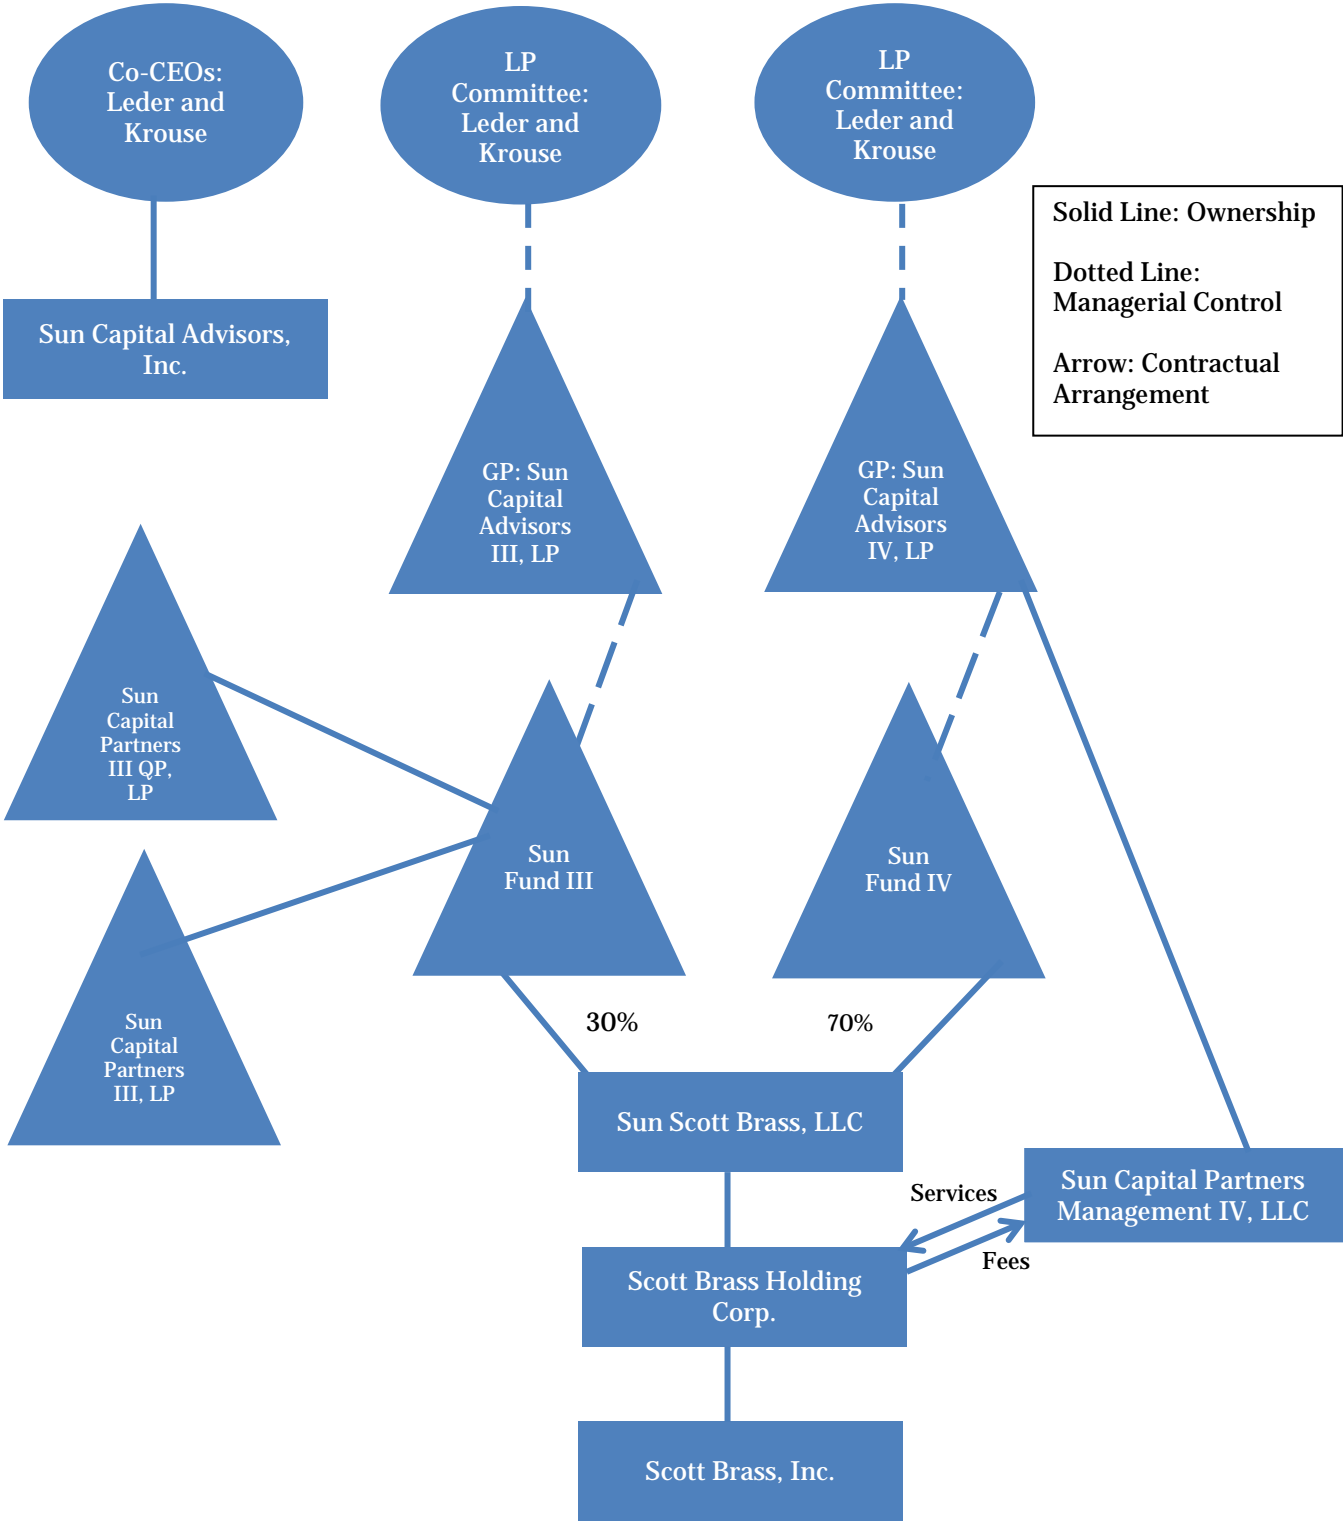 Co-CEOs:
Leder and
Krouse
LP
Committee:
Leder and
Krouse
LP
Committee:
Leder and
Krouse
Solid Line: Ownership
Dotted Line:
Managerial Control
Arrow: Contractual
Arrangement
Sun Capital Advisors,
Inc.
GP: Sun
Capital
Advisors
III, LP
GP: Sun
Capital
Advisors
IV, LP
Sun
Capital
Partners
III QP,
LP
Sun
Fund III
Sun
Fund IV
Sun
Capital
Partners
III, LP
30%
70%
Sun Scott Brass, LLC
Sun Capital Partners
Management IV, LLC
Services
Fees
Scott Brass Holding
Corp.
Scott Brass, Inc.